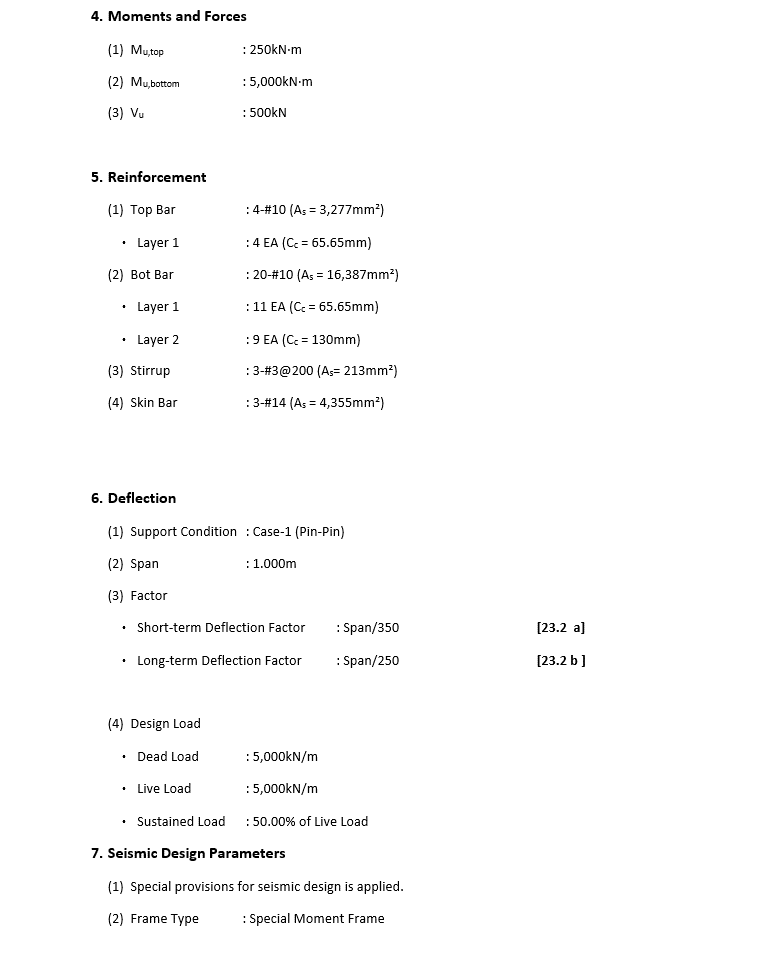 4. Moments and Forces
(1) Mu,top : 250kN·m
(2) Mu,bottom : 5,000kN·m
(3) Vu : 500kN
5. Reinforcement
(1) Top Bar : 4-#10 (As = 3,277mm²)
· Layer 1 : 4 EA (Cc = 65.65mm)
(2) Bot Bar : 20-#10 (As = 16,387mm²)
· Layer 1 : 11 EA (Cc = 65.65mm)
· Layer 2 : 9 EA (Cc = 130mm)
(3) Stirrup : 3-#3@200 (As= 213mm²)
(4) Skin Bar : 3-#14 (As = 4,355mm²)
6. Deflection
(1) Support Condition : Case-1 (Pin-Pin)
(2) Span : 1.000m
(3) Factor
· Short-term Deflection Factor : Span/350 [23.2 a]
· Long-term Deflection Factor : Span/250 [23.2 b ]
(4) Design Load
· Dead Load : 5,000kN/m
· Live Load : 5,000kN/m
· Sustained Load : 50.00% of Live Load
7. Seismic Design Parameters
(1) Special provisions for seismic design is applied.
(2) Frame Type : Special Moment Frame